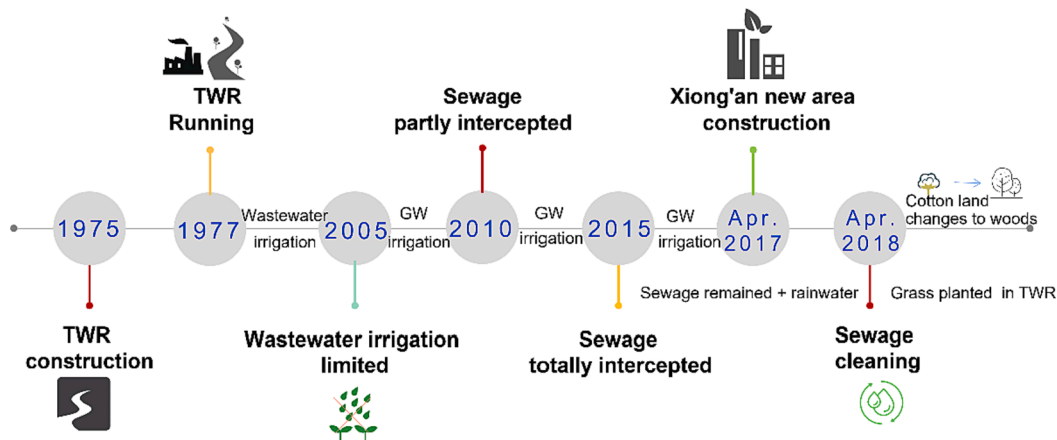 TWR
Running
Sewage
partly intercepted
Xiong'an new area
construction
1975
1977
Wastewater
irrigation
2005
GW
irrigation
2010
GW
irrigation
2015
GW
irrigation
Apr.
2017
Apr.
2018
Cotton land
changes to woods
Sewage remained + rainwater
Grass planted in TWR
TWR
construction
Wastewater irrigation
limited
Sewage
totally intercepted
Sewage
cleaning